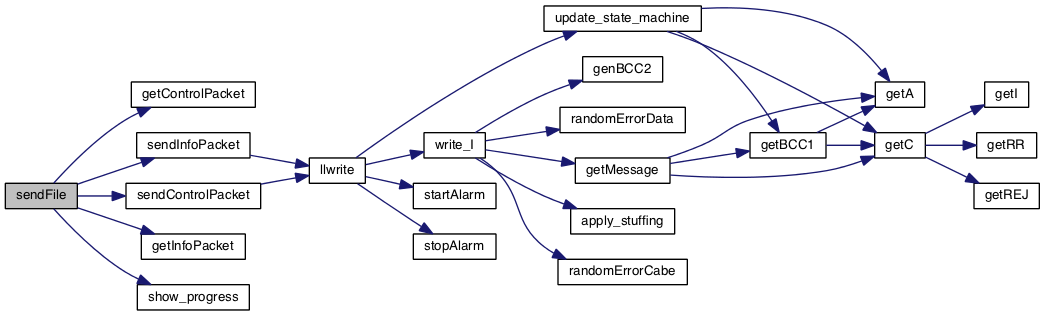 sendFile
getControlPacket
sendInfoPacket
sendControlPacket
getInfoPacket
show_progress
llwrite
update_state_machine
write_I
startAlarm
stopAlarm
genBCC2
randomErrorData
getMessage
apply_stuffing
randomErrorCabe
getBCC1
getA
getC
getI
getRR
getREJ